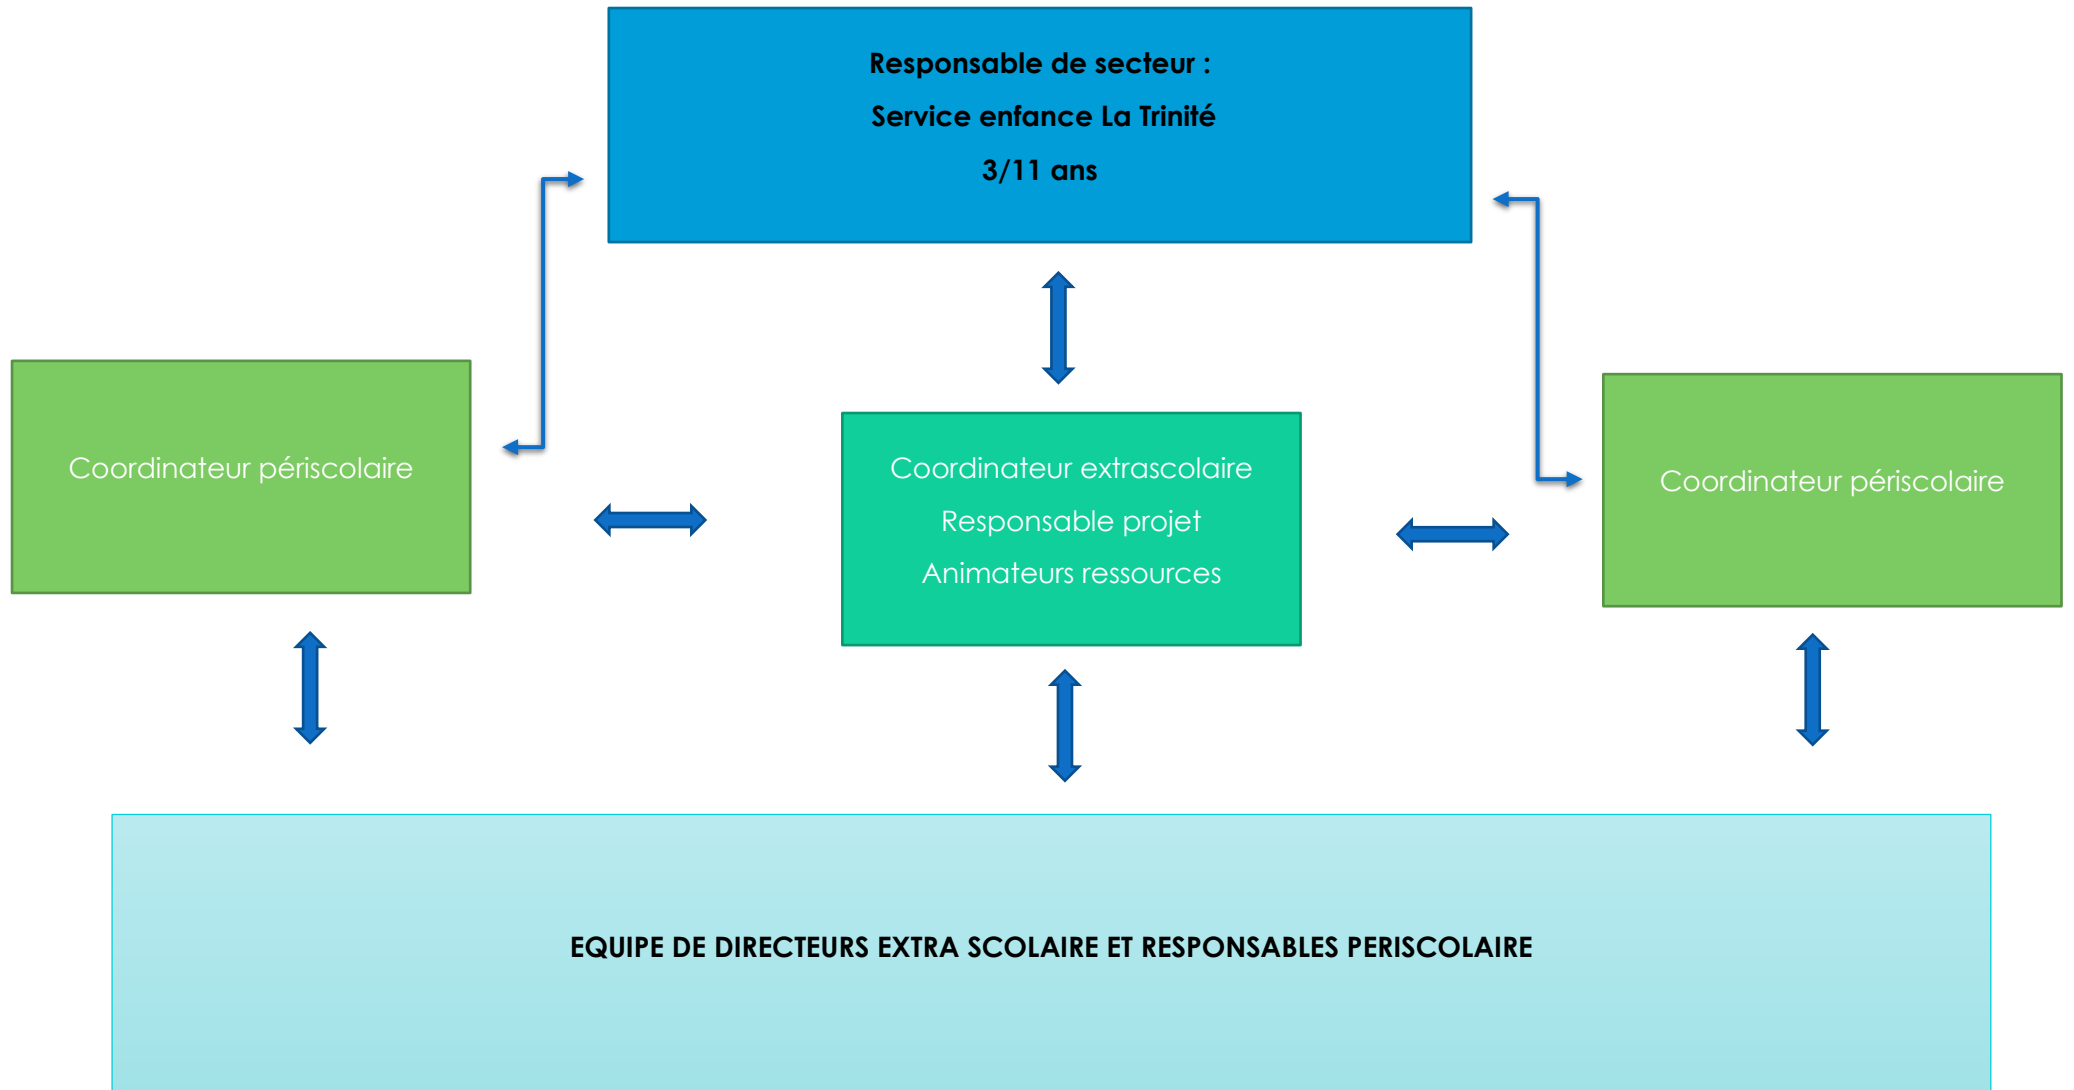 Responsable de secteur :
Service enfance La Trinité
3/11 ans
Coordinateur périscolaire
Coordinateur extrascolaire
Responsable projet
Animateurs ressources
Coordinateur périscolaire
EQUIPE DE DIRECTEURS EXTRA SCOLAIRE ET RESPONSABLES PERISCOLAIRE